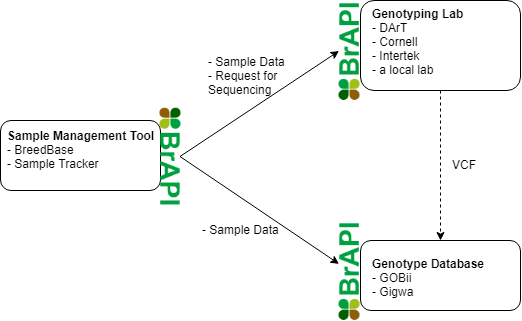 Genotyping Lab
- DArT
- Cornell
- Intertek
- a local lab
BrAPI
- Sample Data
- Request for
Sequencing
Sample Management Tool
- BreedBase
- Sample Tracker
BrAPI
VCF
- Sample Data
BrAPI
Genotype Database
- GOBii
- Gigwa